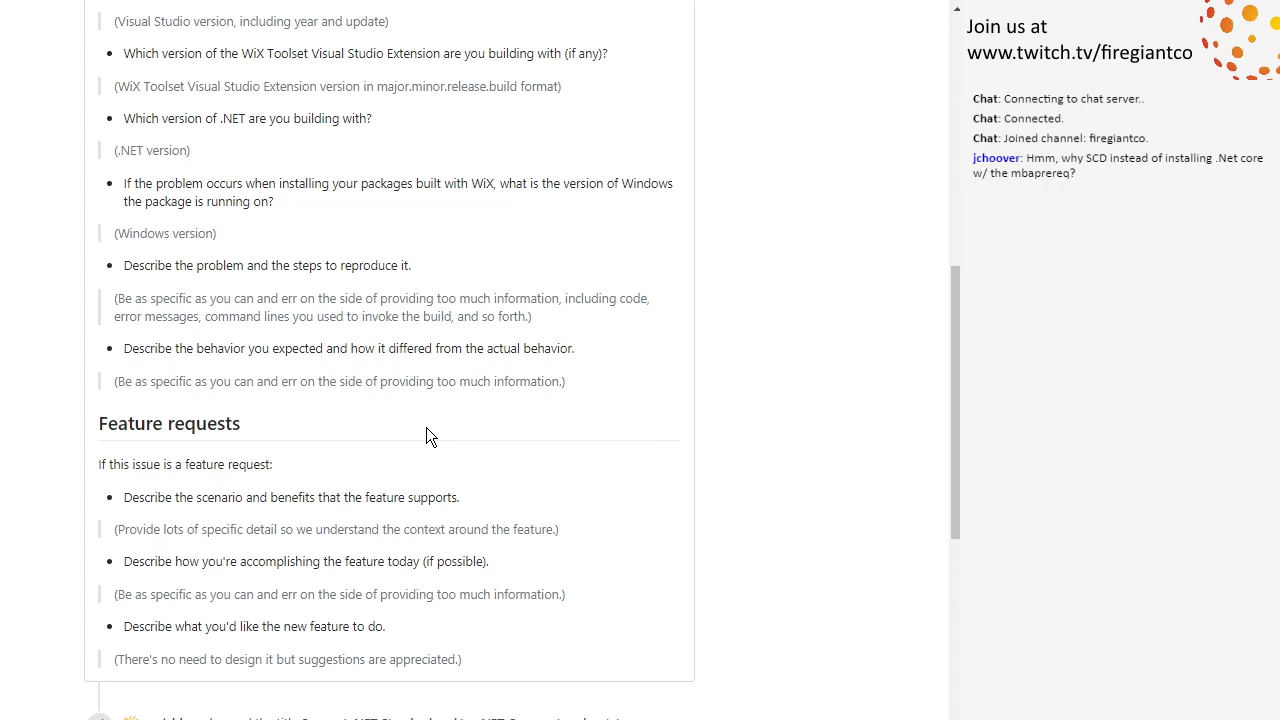 (Visual Studio version, including year and update)
Which version of the WiX Toolset Visual Studio Extension are you building with (if any)?
(WiX Toolset Visual Studio Extension version in major.minor.release.build format)
Which version of .NET are you building with?
(.NET version)
If the problem occurs when installing your packages built with WiX, what is the version of Windows
the package is running on?
(Windows version)
Describe the problem and the steps to reproduce it.
(Be as specific as you can and err on the side of providing too much information, including code,
error messages, command lines you used to invoke the build, and so forth.)
Describe the behavior you expected and how it differed from the actual behavior.
(Be as specific as you can and err on the side of providing too much information.)
Feature requests
If this issue is a feature request:
Describe the scenario and benefits that the feature supports.
(Provide lots of specific detail so we understand the context around the feature.)
Describe how you're accomplishing the feature today (if possible).
(Be as specific as you can and err on the side of providing too much information.)
Describe what you'd like the new feature to do.
(There's no need to design it but suggestions are appreciated.)
Join us at
www.twitch.tv/firegiantco
Chat: Connecting to chat server..
Chat: Connected.
Chat: Joined channel: firegiantco.
jchoover: Hmm, why SCD instead of installing .Net core
w/ the mbaprereq?